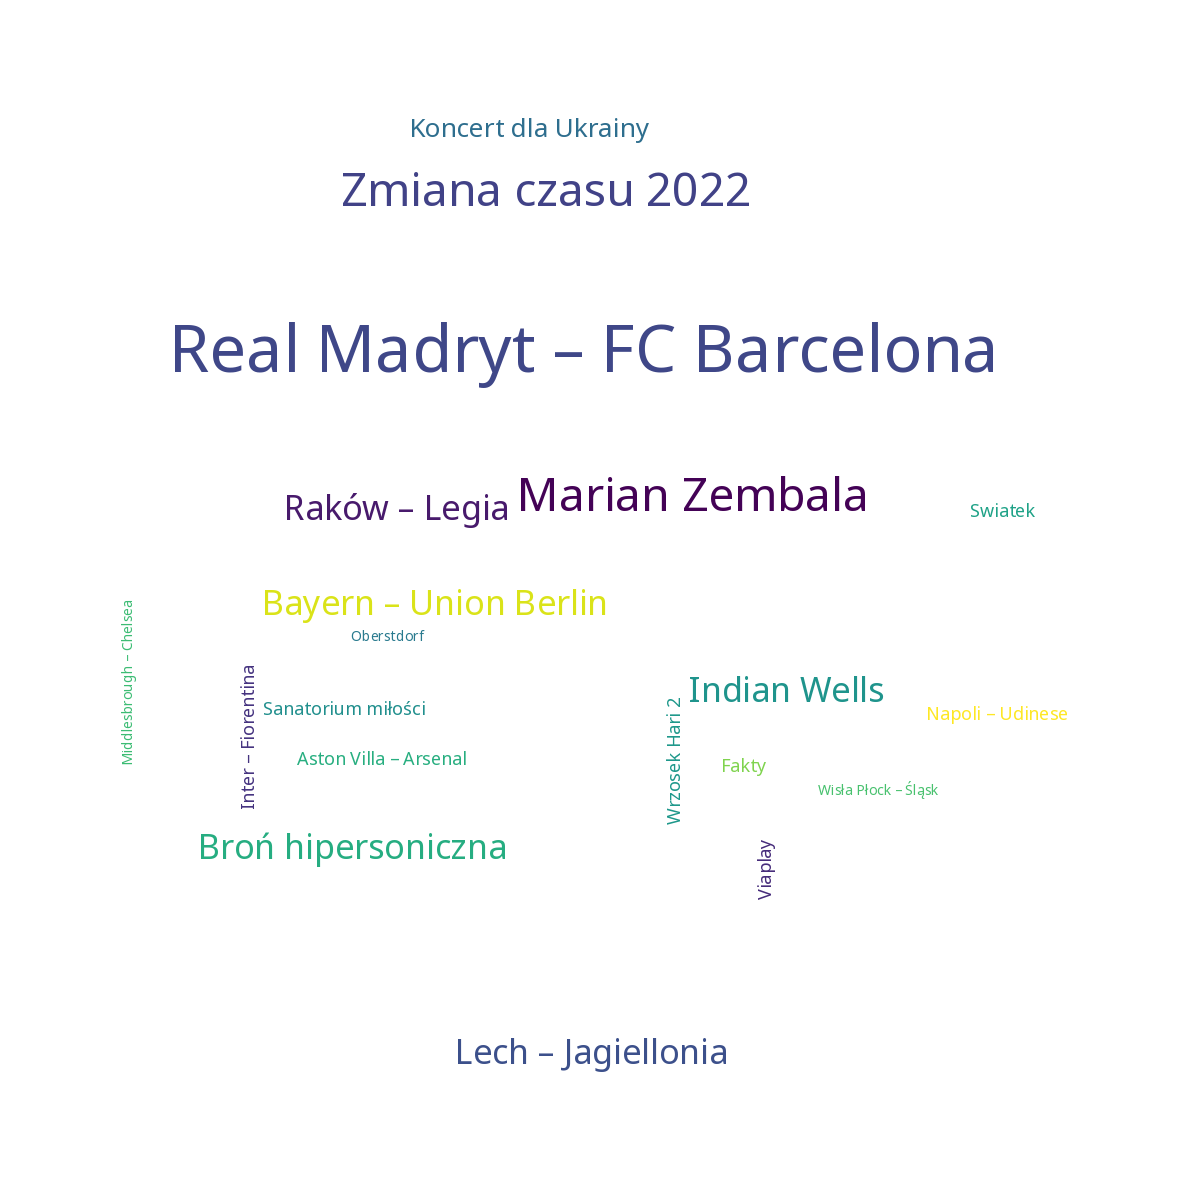 Koncert dla Ukrainy
Zmiana czasu 2022
Real Madryt – FC Barcelona
Marian Zembala
Raków – Legia
Swiatek
Bayern – Union Berlin
Oberstdorf
Middlesbrough – Chelsea
Inter – Fiorentina
Indian Wells
Sanatorium miłości
Napoli – Udinese
Wrzosek Hari 2
Aston Villa – Arsenal
Fakty
Wisła Płock – Śląsk
Broń hipersoniczna
Viaplay
Lech – Jagiellonia